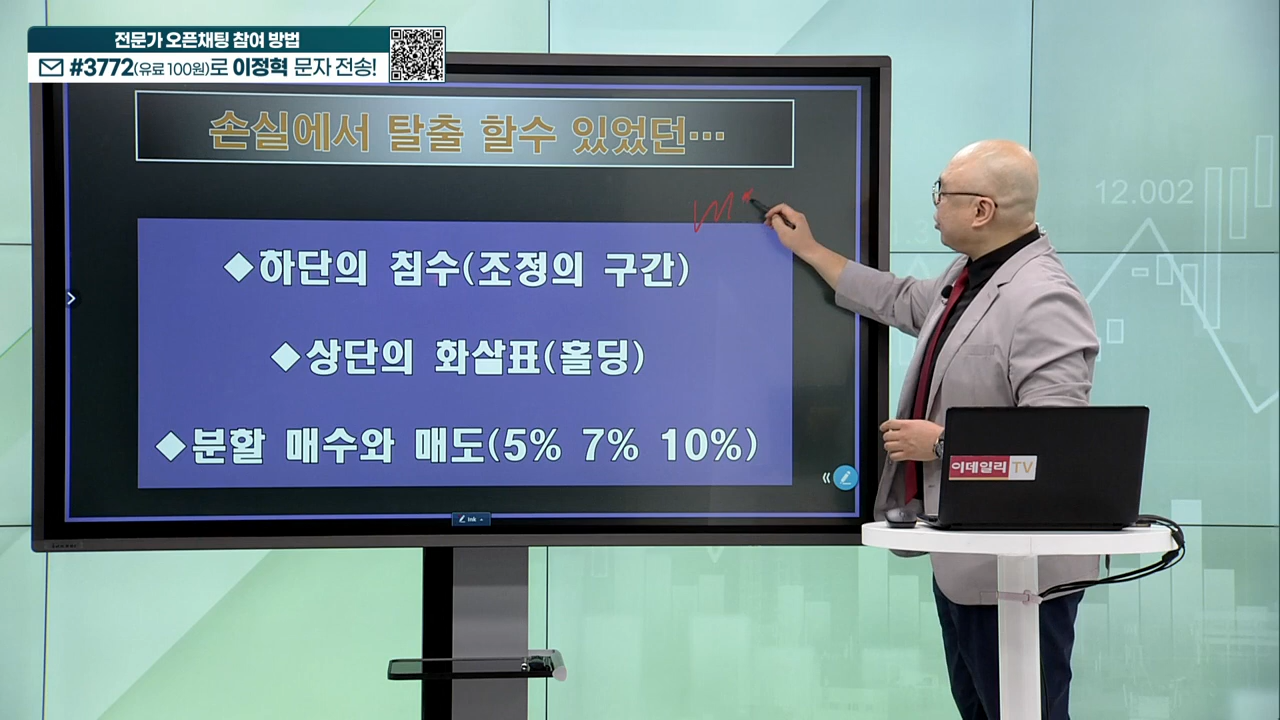 전문가 오픈채팅 참여 방법
#3772(유료 100원)로 이정혁 문자 전송!
손실에서 탈출 할수 있었던…
◆하단의 침수(조정의 구간)
◆상단의 화살표(홀딩)
◆분할 매수와 매도(5% 7% 10%)
Ink
12.002
이데일리 TV